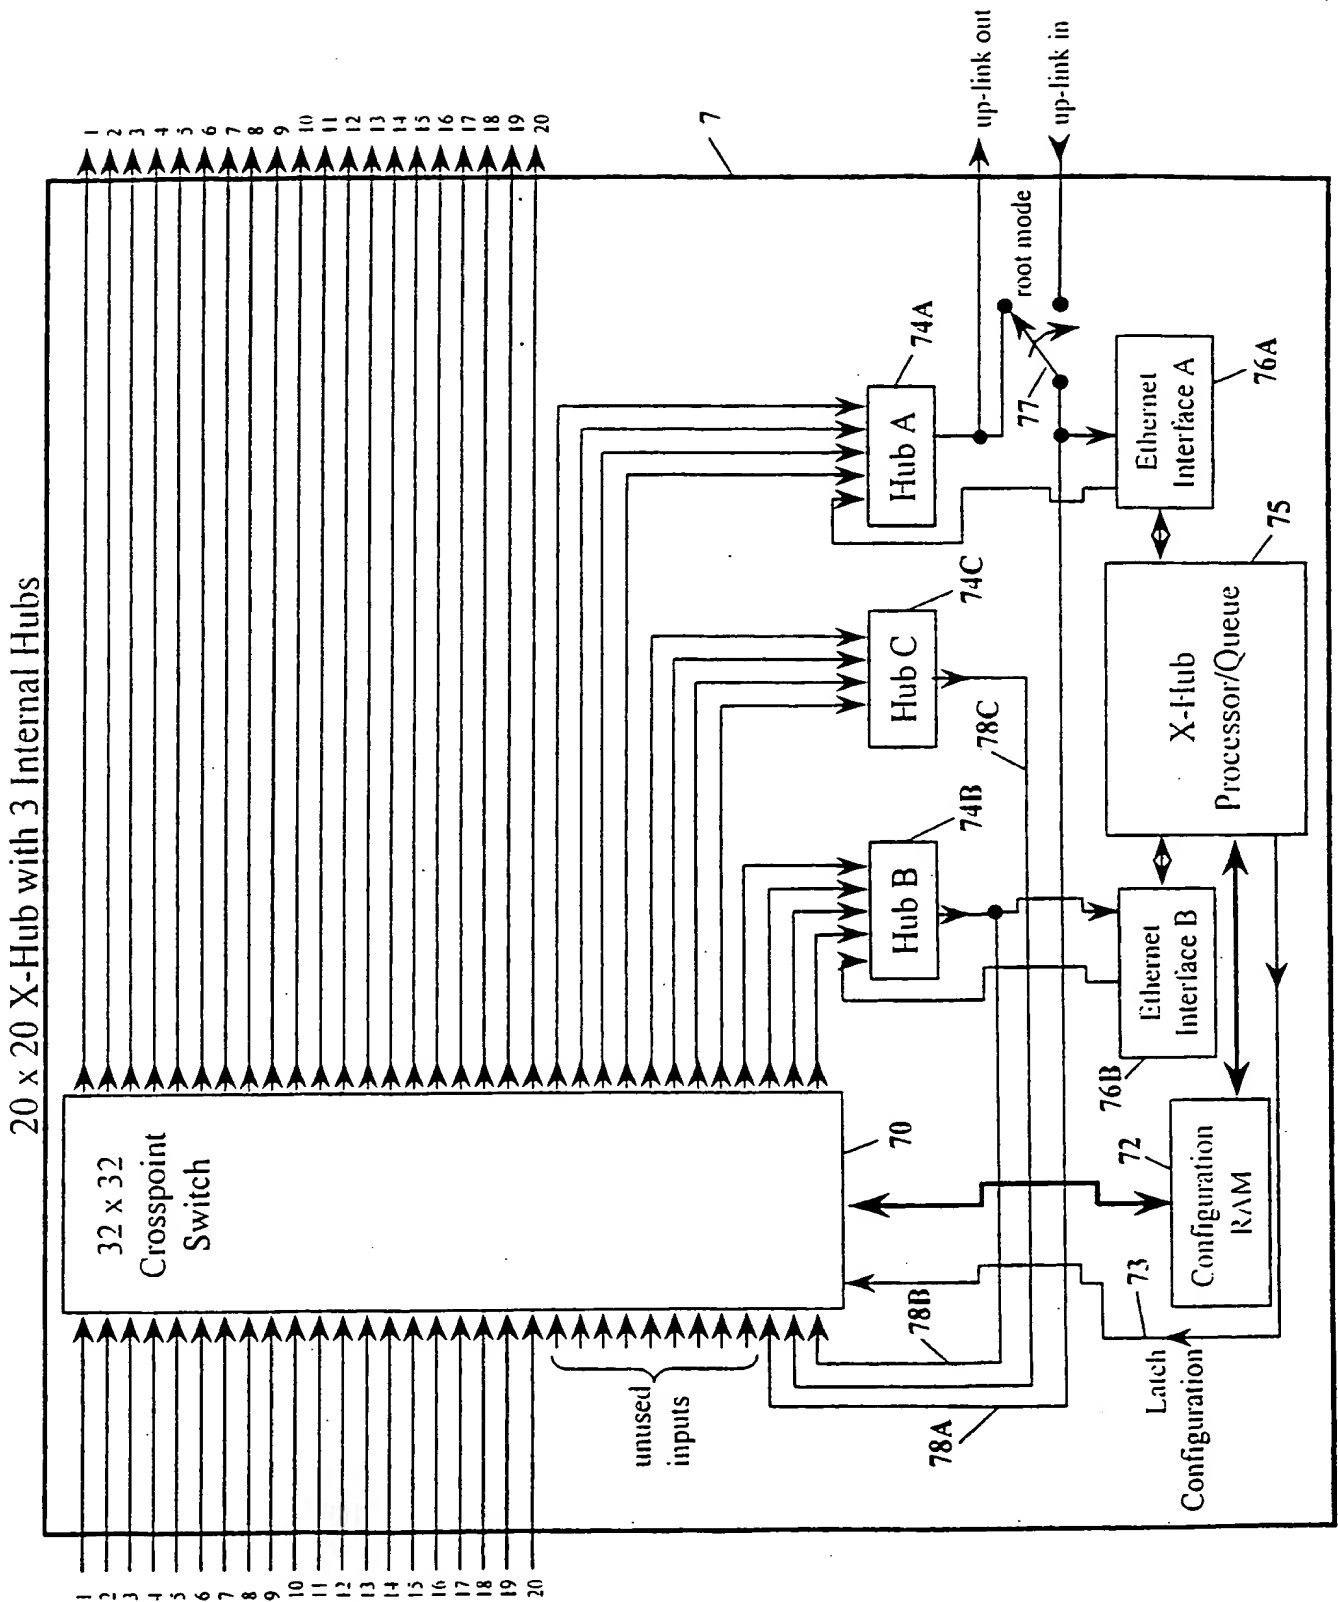 20 x 20 X-Hub with 3 Internal Hubs
1
2
3
4
5
6
7
8
9
10
11
12
13
14
15
16
17
18
19
20
32 x 32
Crosspoint
Switch
70
unused
inputs
1
2
3
4
5
6
7
8
9
10
11
12
13
14
15
16
17
18
19
20
7
up-link out
up-link in
root mode
77
Hub A
74A
Hub C
74C
Hub B
74B
78A
78B
78C
Ethernet
Interface A
76A
X-Hub
Processor/Queue
75
Ethernet
Interface B
76B
Configuration
RAM
72
73
Latch
Configuration